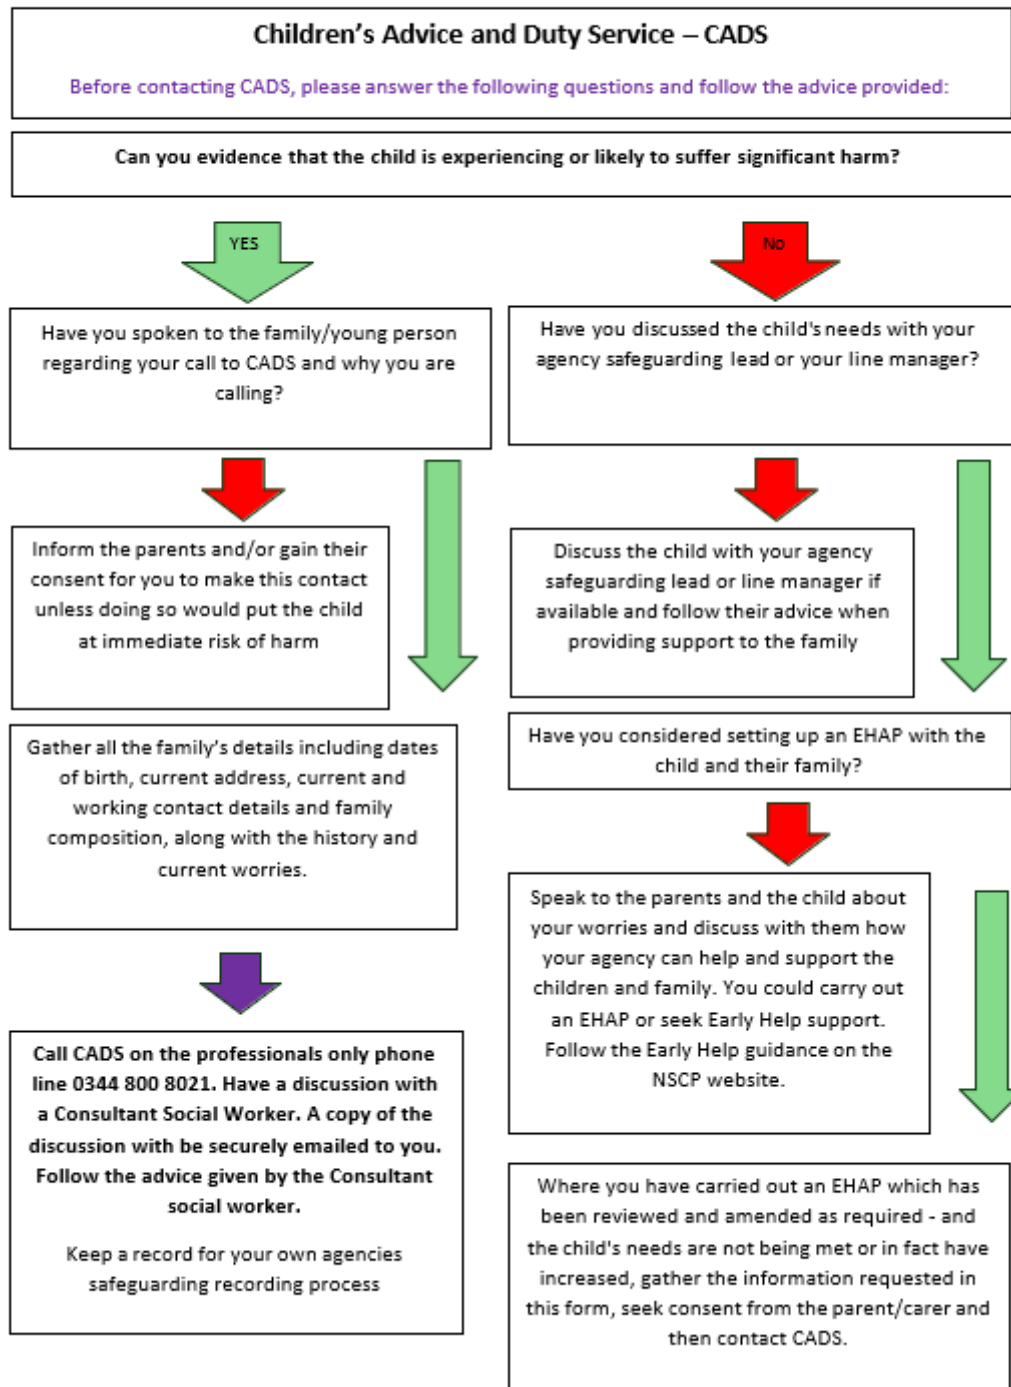 Children's Advice and Duty Service – CADS
Before contacting CADS, please answer the following questions and follow the advice provided:
Can you evidence that the child is experiencing or likely to suffer significant harm?
YES
No
Have you spoken to the family/young person
regarding your call to CADS and why you are
calling?
Have you discussed the child's needs with your
agency safeguarding lead or your line manager?
Inform the parents and/or gain their
consent for you to make this contact
unless doing so would put the child
at immediate risk of harm
Discuss the child with your agency
safeguarding lead or line manager if
available and follow their advice when
providing support to the family
Gather all the family's details including dates
of birth, current address, current and
working contact details and family
composition, along with the history and
current worries.
Have you considered setting up an EHAP with the
child and their family?
Speak to the parents and the child about
your worries and discuss with them how
your agency can help and support the
children and family. You could carry out
an EHAP or seek Early Help support.
Follow the Early Help guidance on the
NSCP website.
Call CADS on the professionals only phone
line 0344 800 8021. Have a discussion with
a Consultant Social Worker. A copy of the
discussion with be securely emailed to you.
Follow the advice given by the Consultant
social worker.
Keep a record for your own agencies
safeguarding recording process
Where you have carried out an EHAP which has
been reviewed and amended as required - and
the child's needs are not being met or in fact have
increased, gather the information requested in
this form, seek consent from the parent/carer and
then contact CADS.